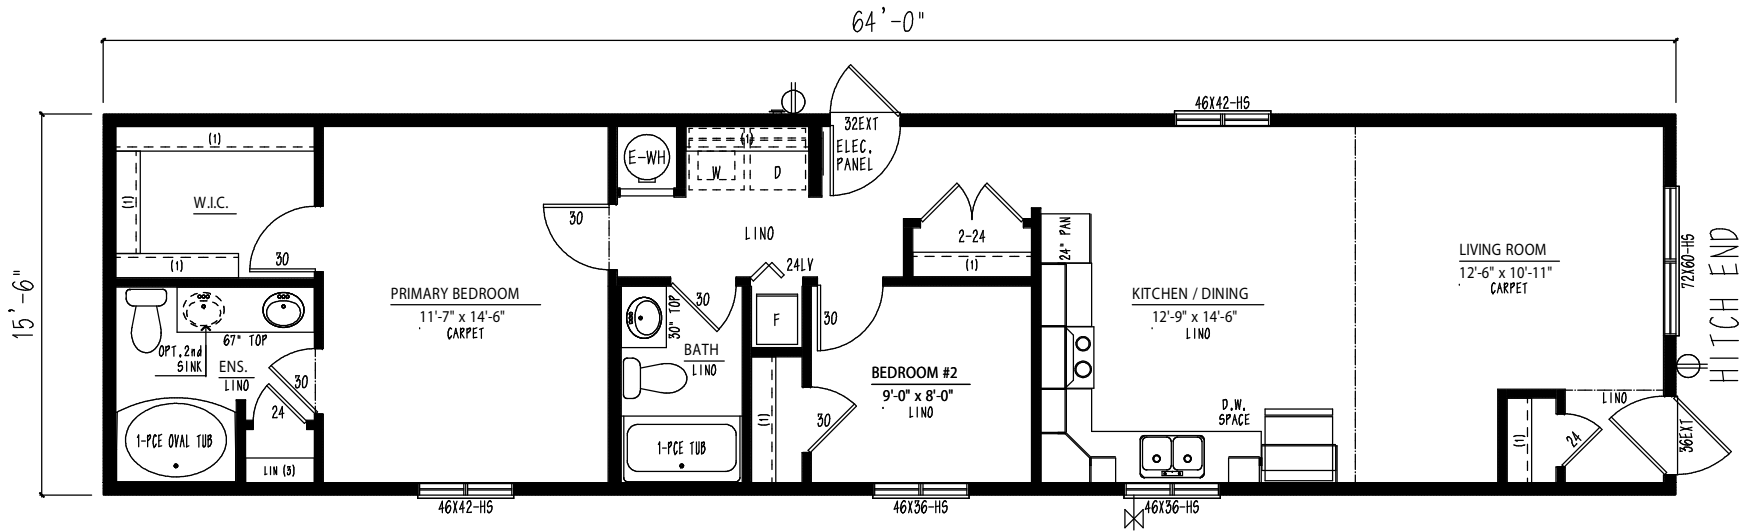 64'-0"
15'-6"
46X42-HS
32EXT
ELEC.
PANEL
(1)
(1)
E-WH
W
D
W.I.C.
(1)
30
30
LINO
2-24
24" PAN
(1)
(1)
24LV
LIVING ROOM
12'-6" x 10'-11"
CARPET
72X60-HS
HITCH END
PRIMARY BEDROOM
11'-7" x 14'-6"
CARPET
KITCHEN / DINING
12'-9" x 14'-6"
LINO
30
30" TOP
F
30
67" TOP
OPT.2nd
SINK
ENS.
LINO
BATH
LINO
30
24
BEDROOM #2
9'-0" x 8'-0"
LINO
30
(1)
D.W.
SPACE
LINO
36EXT
24
(1)
1-PCE OVAL TUB
1-PCE TUB
LIN (3)
46X42-HS
46X36-HS
46X36-HS